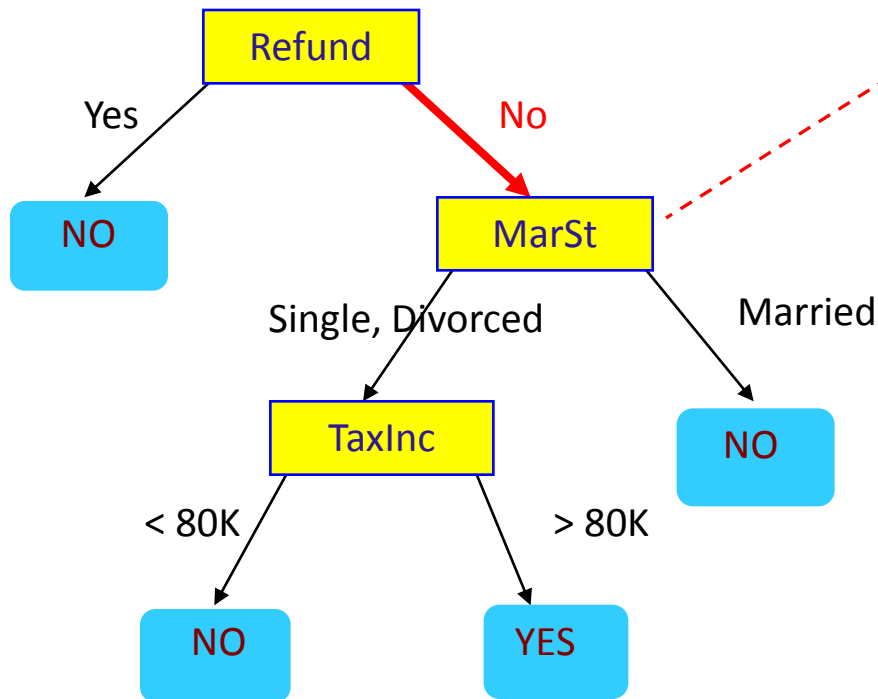 Refund
Yes
No
NO
MarSt
Single, Divorced
Married
TaxInc
NO
< 80K
> 80K
NO
YES